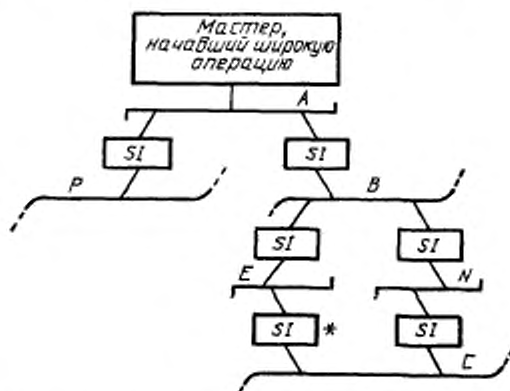 Мастер,
начавший широкую
операцию
A
SI
SI
P
B
SI
SI
E
N
SI *
SI
C